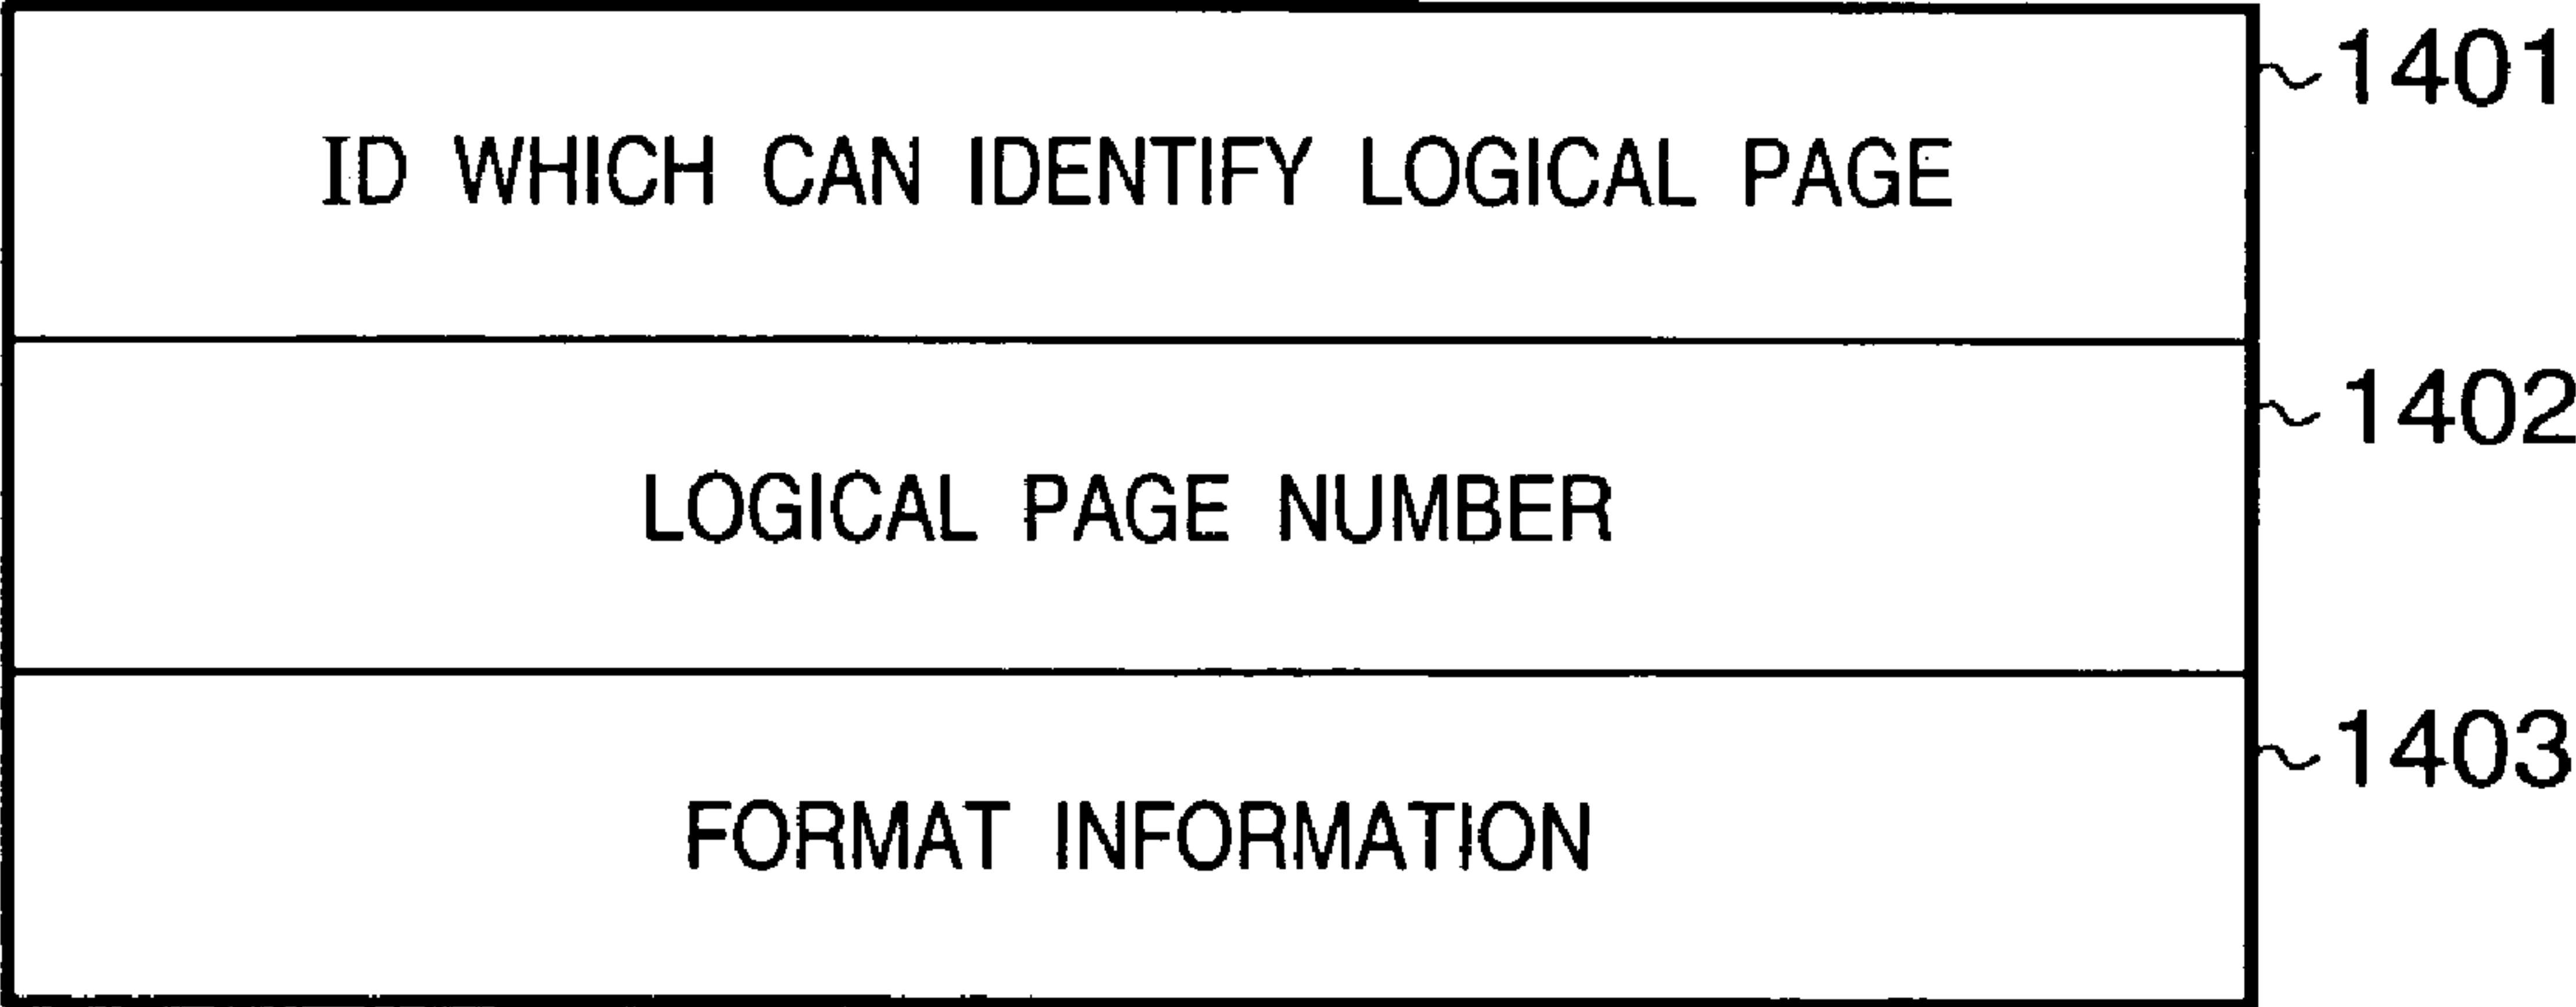 1401
ID WHICH CAN IDENTIFY LOGICAL PAGE
1402
LOGICAL PAGE NUMBER
1403
FORMAT INFORMATION